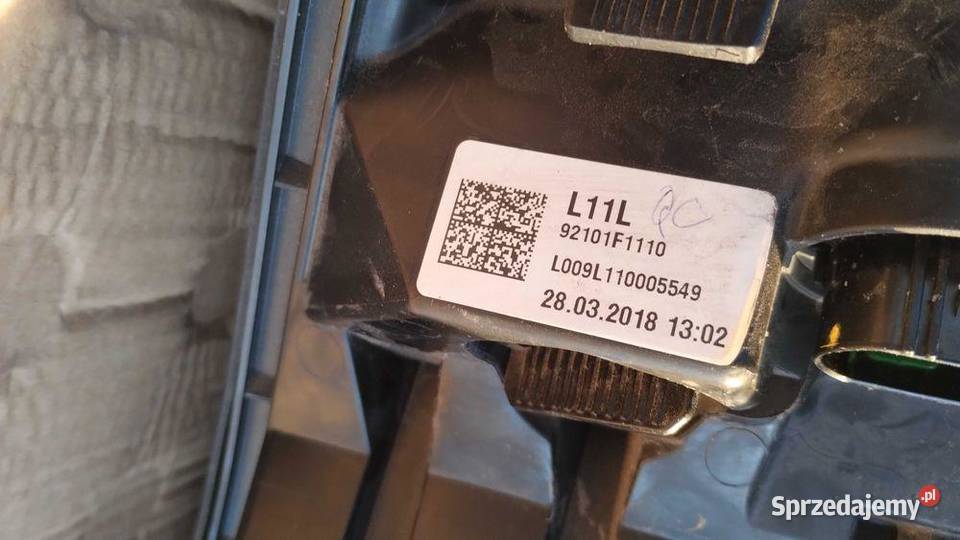 L11L QC
92101F1110
L009L110005549
28.03.2018 13:02
Sprzedajemy.pl